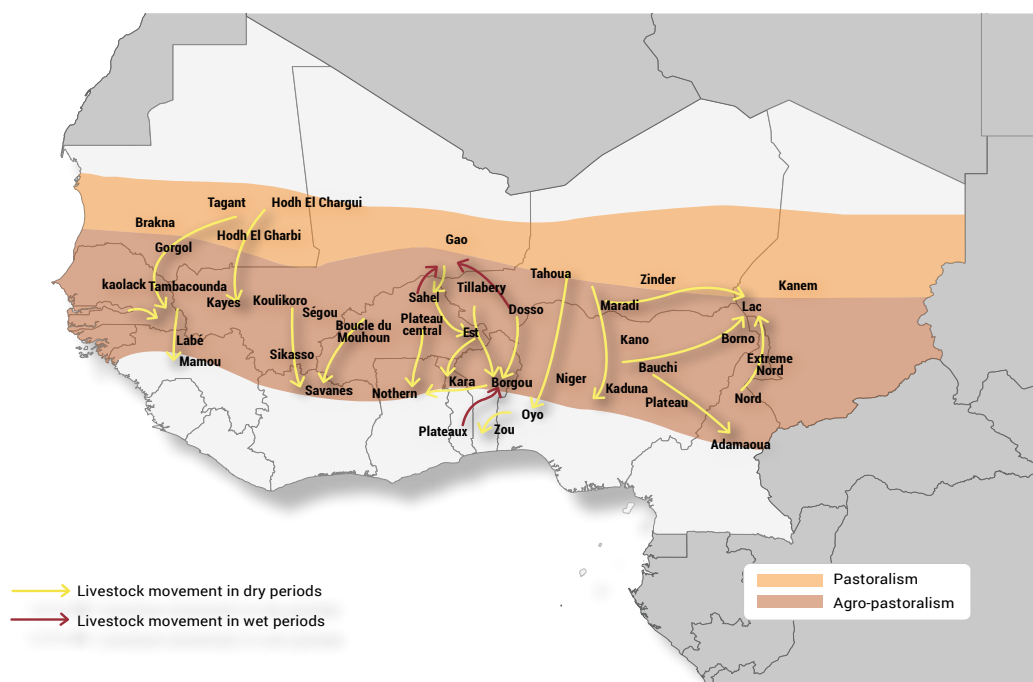 Tagant
Hodh El Chargui
Brakna
Hodh El Gharbi
Gorgol
Gao
Tahoua
Zinder
Kanem
kaolack
Tambacounda
Kayes
Koulikoro
Ségou
Sahel
Tillabery
Maradi
Lac
Dosso
Plateau
central
Boucle du
Mouhoun
Est
Labé
Mamou
Sikasso
Kano
Borno
Extreme
Nord
Bauchi
Savanes
Nothern
Kara
Borgou
Niger
Kaduna
Plateau
Nord
Oyo
Plateaux
Zou
Adamaoua
Livestock movement in dry periods
Livestock movement in wet periods
Pastoralism
Agro-pastoralism